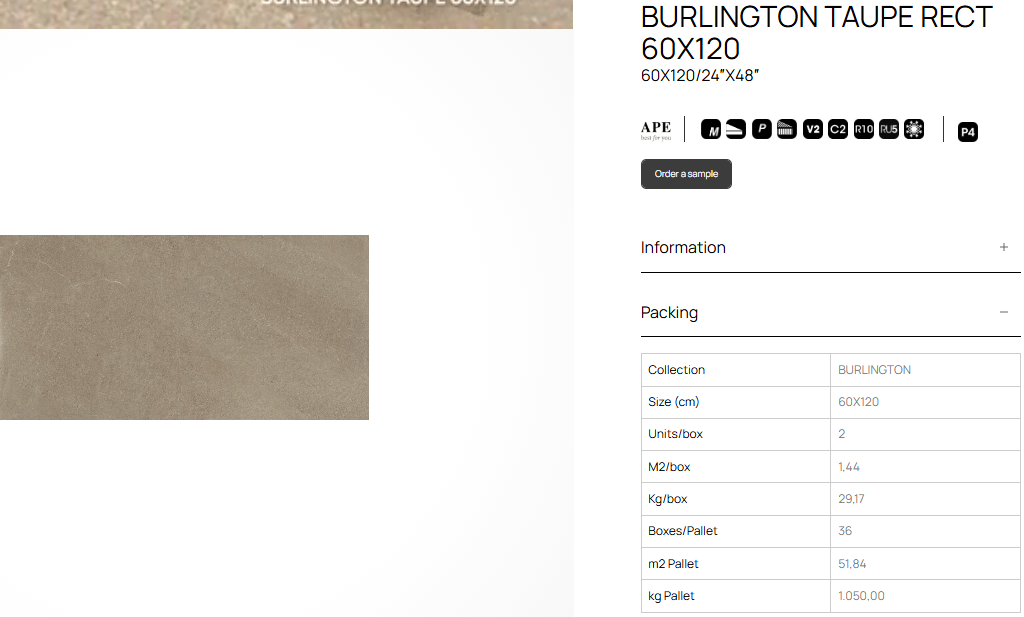 BURLINGTON TAUPE 60X120
BURLINGTON TAUPE RECT
60X120
60X120/24″X48″
APE
best for you
M
P
V2
C2
R10
RU5
P4
Order a sample
Information +
Packing −
Collection BURLINGTON
Size (cm) 60X120
Units/box 2
M2/box 1,44
Kg/box 29,17
Boxes/Pallet 36
m2 Pallet 51,84
kg Pallet 1.050,00